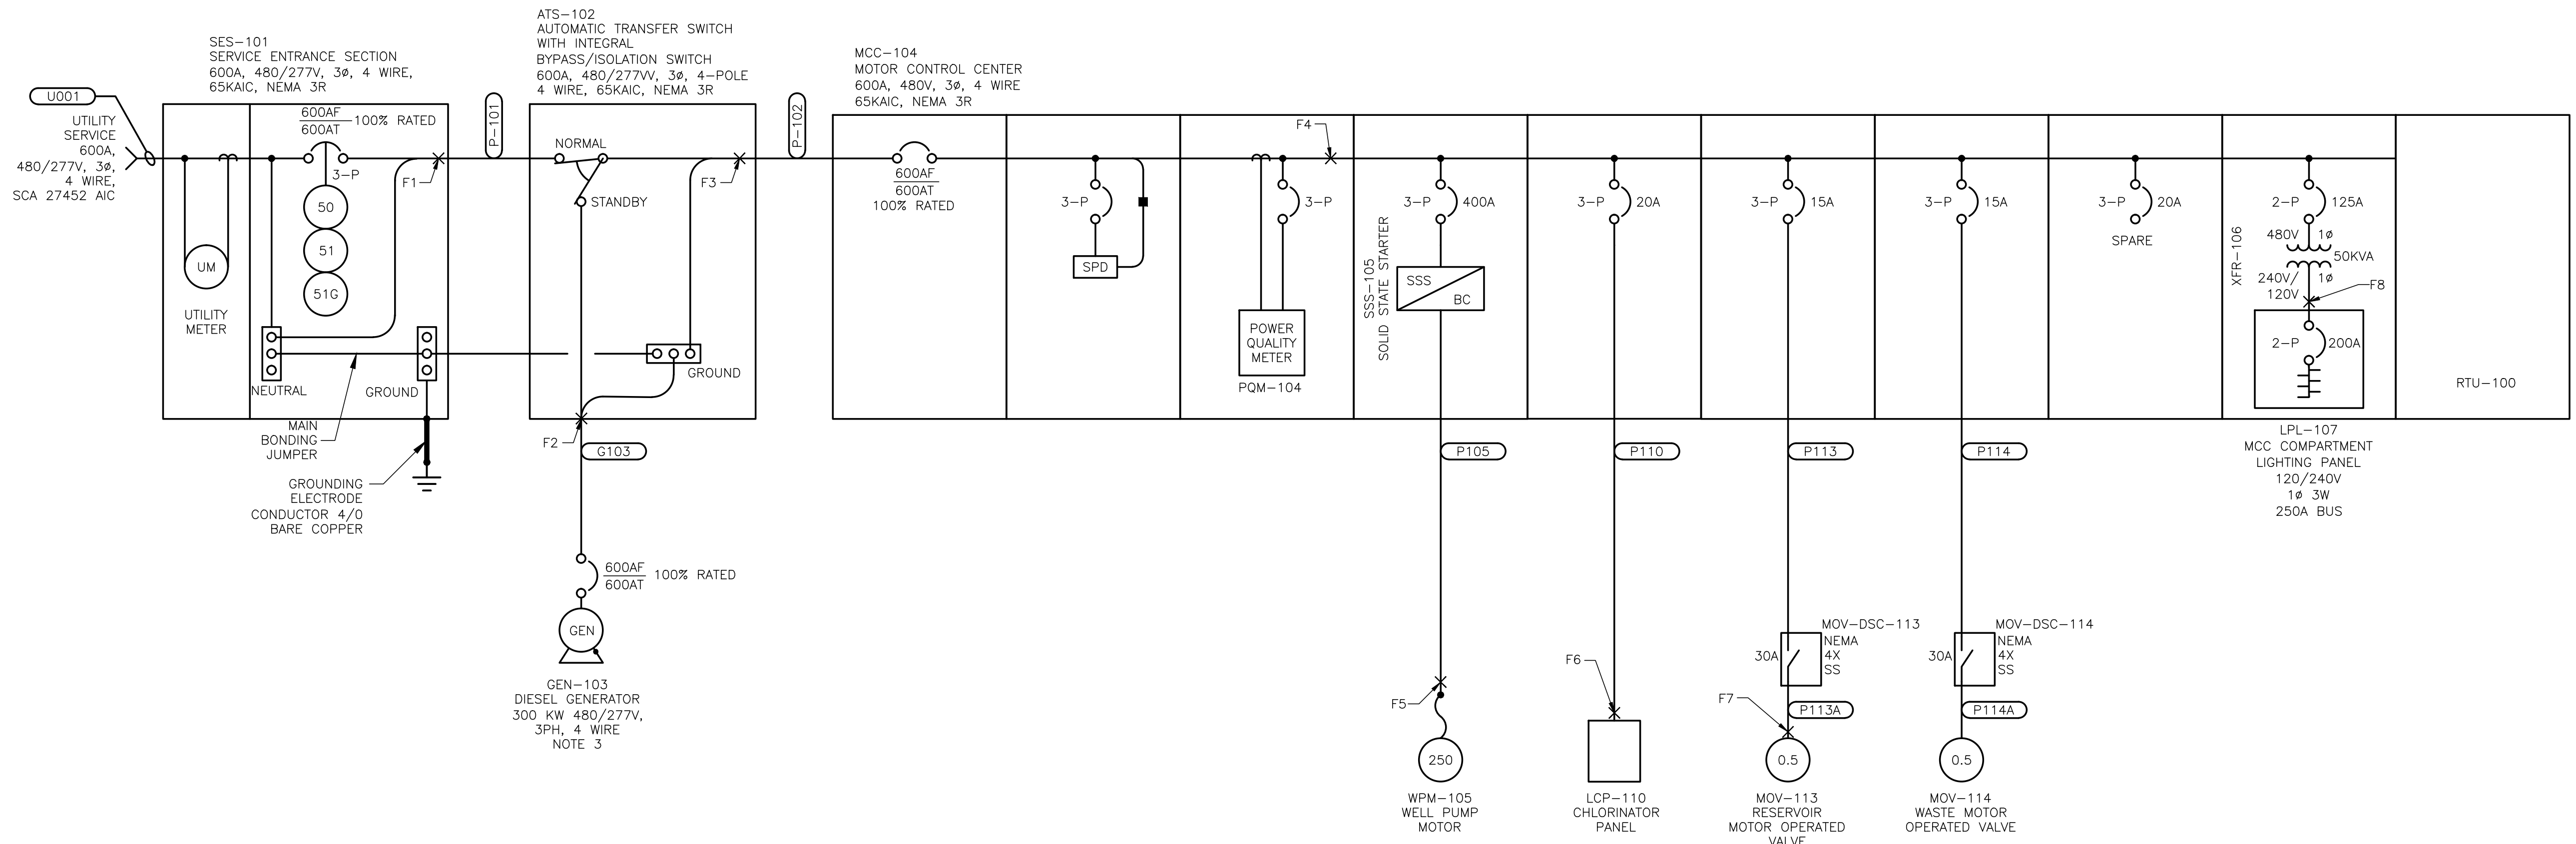 SES-101
SERVICE ENTRANCE SECTION
600A, 480/277V, 3ø, 4 WIRE,
65KAIC, NEMA 3R
U001
UTILITY
SERVICE
600A,
480/277V, 3ø,
4 WIRE,
SCA 27452 AIC
600AF
600AT
100% RATED
3-P
50
51
51G
UM
UTILITY
METER
F1
NEUTRAL
GROUND
MAIN
BONDING
JUMPER
GROUNDING
ELECTRODE
CONDUCTOR 4/0
BARE COPPER
P-101
ATS-102
AUTOMATIC TRANSFER SWITCH
WITH INTEGRAL
BYPASS/ISOLATION SWITCH
600A, 480/277VV, 3ø, 4-POLE
4 WIRE, 65KAIC, NEMA 3R
NORMAL
STANDBY
F3
GROUND
F2
G103
600AF
600AT
100% RATED
GEN
GEN-103
DIESEL GENERATOR
300 KW 480/277V,
3PH, 4 WIRE
NOTE 3
P-102
MCC-104
MOTOR CONTROL CENTER
600A, 480V, 3ø, 4 WIRE
65KAIC, NEMA 3R
600AF
600AT
100% RATED
3-P
SPD
F4
3-P
POWER
QUALITY
METER
PQM-104
SSS-105
SOLID STATE STARTER
3-P
400A
SSS
BC
P105
F5
250
WPM-105
WELL PUMP
MOTOR
3-P
20A
P110
F6
LCP-110
CHLORINATOR
PANEL
3-P
15A
P113
MOV-DSC-113
NEMA
4X
SS
30A
P113A
F7
0.5
MOV-113
RESERVOIR
MOTOR OPERATED
VALVE
3-P
15A
P114
MOV-DSC-114
NEMA
4X
SS
30A
P114A
0.5
MOV-114
WASTE MOTOR
OPERATED VALVE
3-P
20A
SPARE
XFR-106
2-P
125A
480V
1ø
50KVA
240V/
120V
1ø
F8
2-P
200A
LPL-107
MCC COMPARTMENT
LIGHTING PANEL
120/240V
1ø 3W
250A BUS
RTU-100